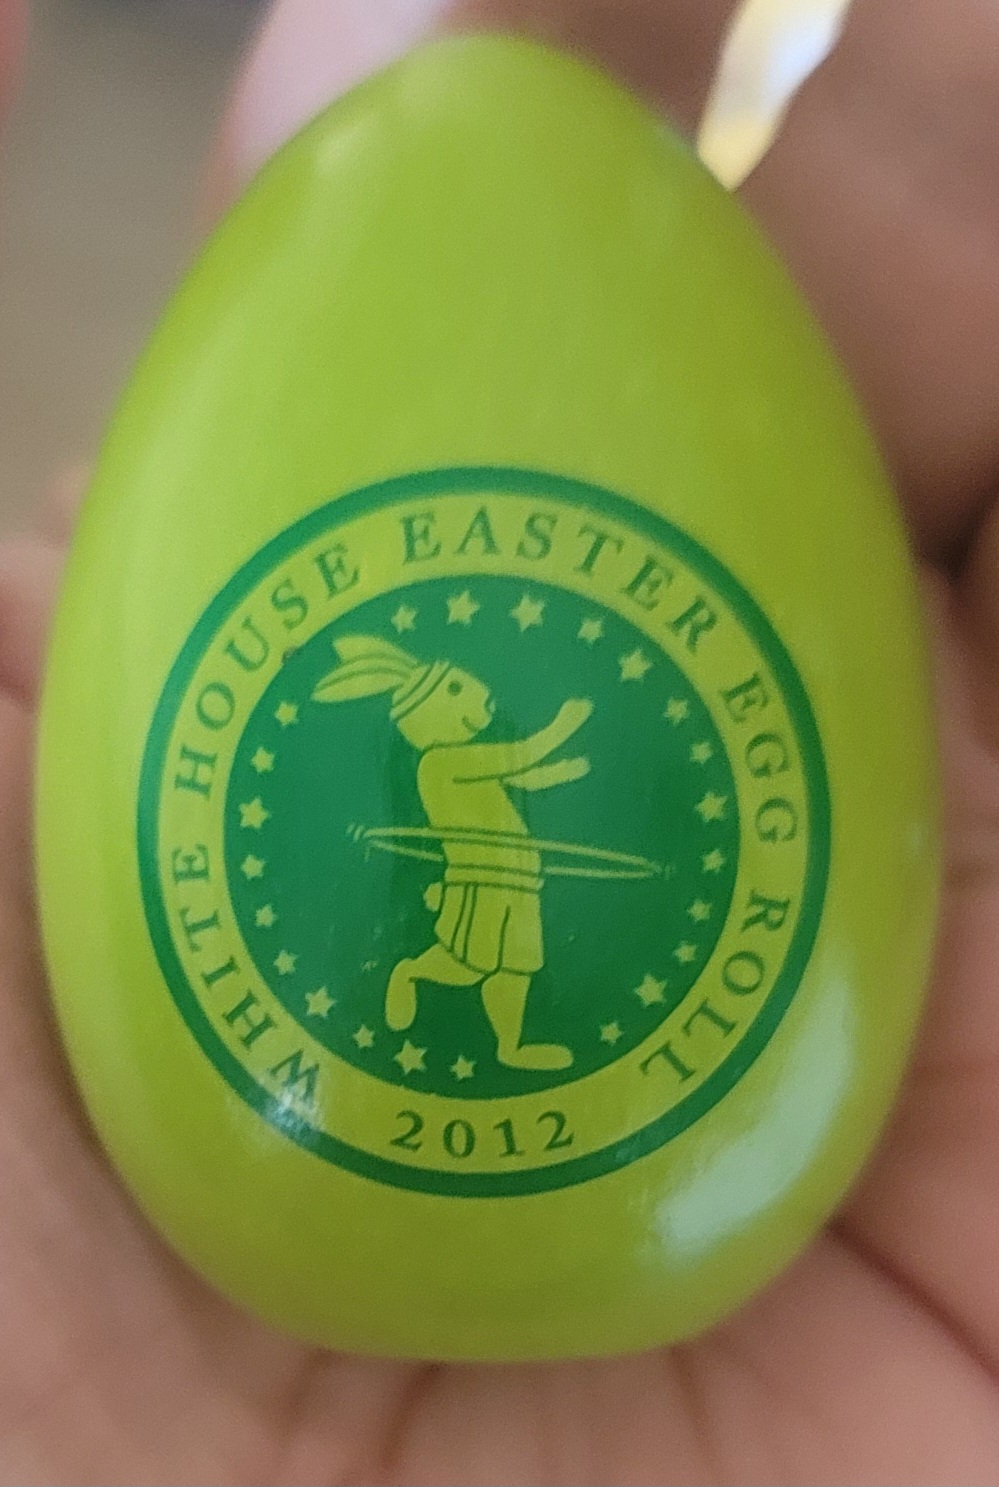 WHITE HOUSE EASTER EGG ROLL
2012